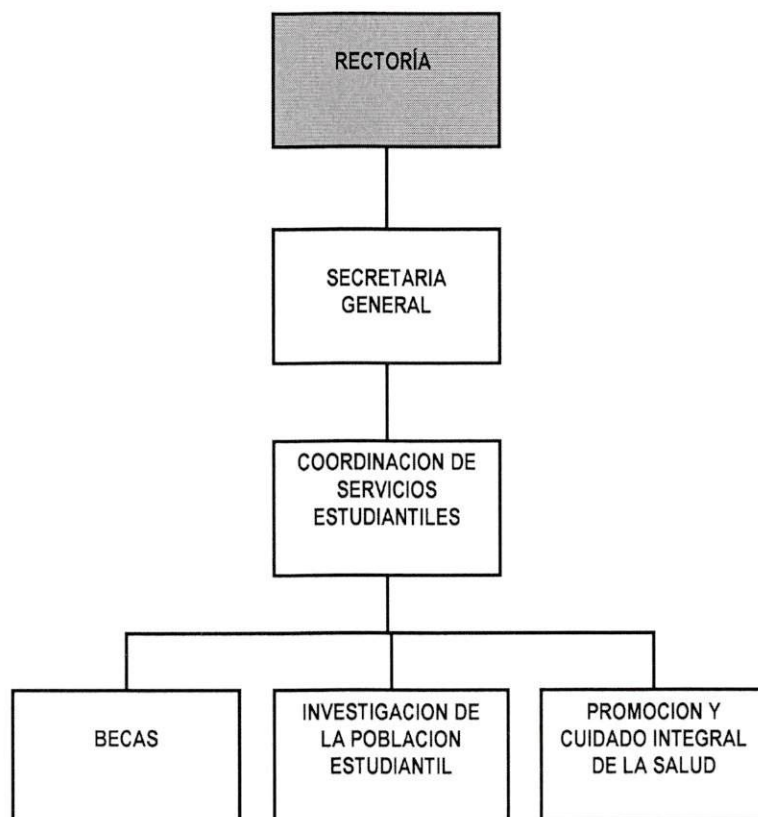 RECTORÍA
SECRETARIA
GENERAL
COORDINACION DE
SERVICIOS
ESTUDIANTILES
BECAS
INVESTIGACION DE
LA POBLACION
ESTUDIANTIL
PROMOCION Y
CUIDADO INTEGRAL
DE LA SALUD